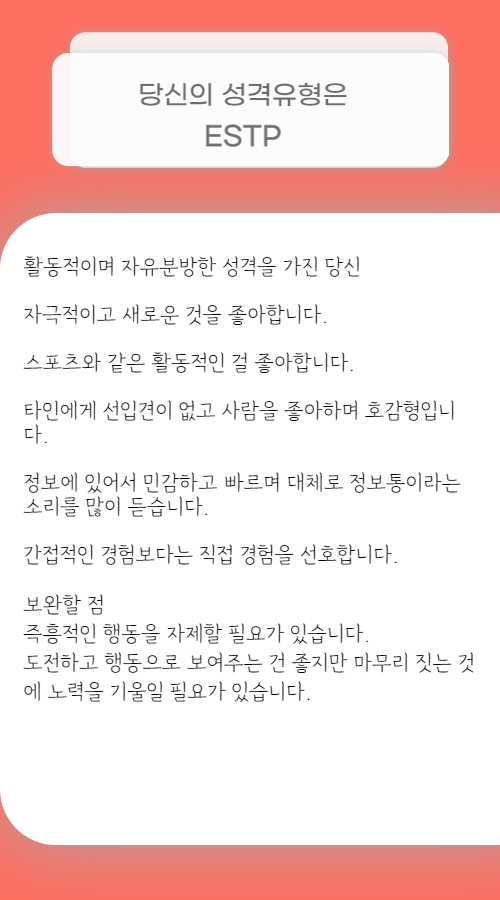 당신의 성격유형은
ESTP
활동적이며 자유분방한 성격을 가진 당신
자극적이고 새로운 것을 좋아합니다.
스포츠와 같은 활동적인 걸 좋아합니다.
타인에게 선입견이 없고 사람을 좋아하며 호감형입니
다.
정보에 있어서 민감하고 빠르며 대체로 정보통이라는
소리를 많이 듣습니다.
간접적인 경험보다는 직접 경험을 선호합니다.
보완할 점
즉흥적인 행동을 자제할 필요가 있습니다.
도전하고 행동으로 보여주는 건 좋지만 마무리 짓는 것
에 노력을 기울일 필요가 있습니다.